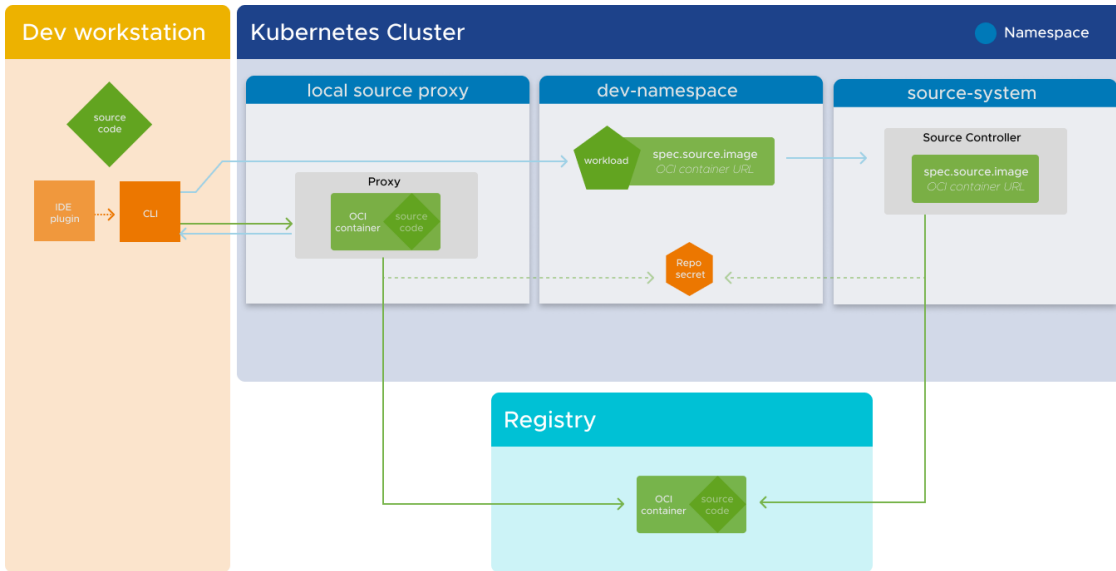 Dev workstation
Kubernetes Cluster
Namespace
local source proxy
dev-namespace
source-system
source
code
IDE
plugin
CLI
Proxy
OCI
container
source
code
workload
spec.source.image
OCI container URL
Source Controller
spec.source.image
OCI container URL
Repo
secret
Registry
OCI
container
source
code